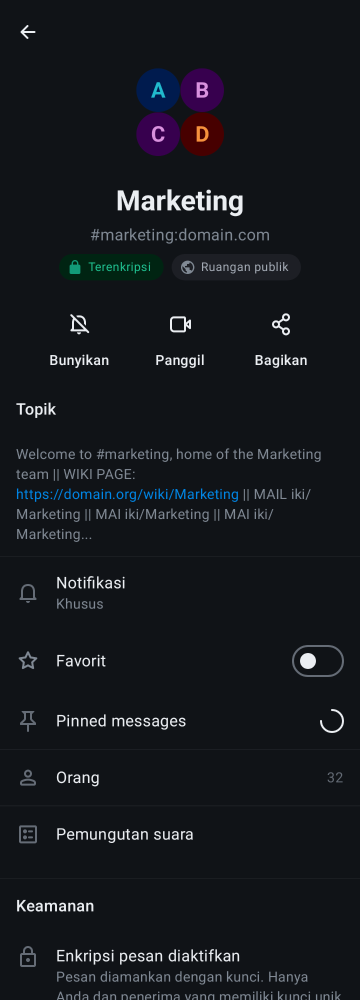 A B
C D
Marketing
#marketing:domain.com
Terenkripsi Ruangan publik
Bunyikan Panggil Bagikan
Topik
Welcome to #marketing, home of the Marketing
team || WIKI PAGE:
https://domain.org/wiki/Marketing || MAIL iki/
Marketing || MAI iki/Marketing || MAI iki/
Marketing...
Notifikasi
Khusus
Favorit
Pinned messages
Orang 32
Pemungutan suara
Keamanan
Enkripsi pesan diaktifkan
Pesan diamankan dengan kunci. Hanya
Anda dan penerima yang memiliki kunci unik